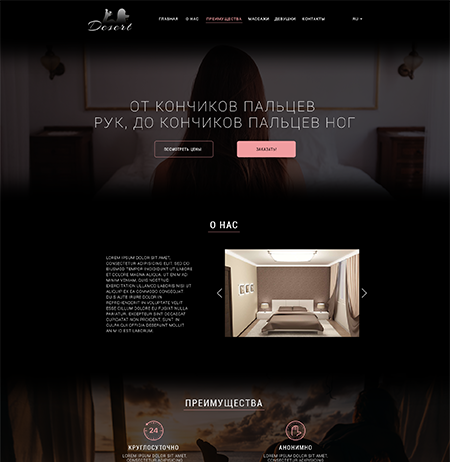 Desert
ГЛАВНАЯ О НАС ПРЕИМУЩЕСТВА МАССАЖИ ДЕВУШКИ КОНТАКТЫ RU
ОТ КОНЧИКОВ ПАЛЬЦЕВ
РУК, ДО КОНЧИКОВ ПАЛЬЦЕВ НОГ
ПОСМОТРЕТЬ ЦЕНЫ ЗАКАЗАТЬ!
О НАС
LOREM IPSUM DOLOR SIT AMET,
CONSECTETUR ADIPISICING ELIT, SED DO
EIUSMOD TEMPOR INCIDIDUNT UT LABORE
ET DOLORE MAGNA ALIQUA. UT ENIM AD
MINIM VENIAM, QUIS NOSTRUD
EXERCITATION ULLAMCO LABORIS NISI UT
ALIQUIP EX EA COMMODO CONSEQUAT.
DUIS AUTE IRURE DOLOR IN
REPREHENDERIT IN VOLUPTATE VELIT
ESSE CILLUM DOLORE EU FUGIAT NULLA
PARIATUR. EXCEPTEUR SINT OCCAECAT
CUPIDATAT NON PROIDENT, SUNT IN
CULPA QUI OFFICIA DESERUNT MOLLIT
AN IM ID EST LABORUM.
ПРЕИМУЩЕСТВА
24
КРУГЛОСУТОЧНО
LOREM IPSUM DOLOR SIT AMET,
CONSECTETUR ADIPISICING
АНОНИМНО
LOREM IPSUM DOLOR SIT AMET,
CONSECTETUR ADIPISICING